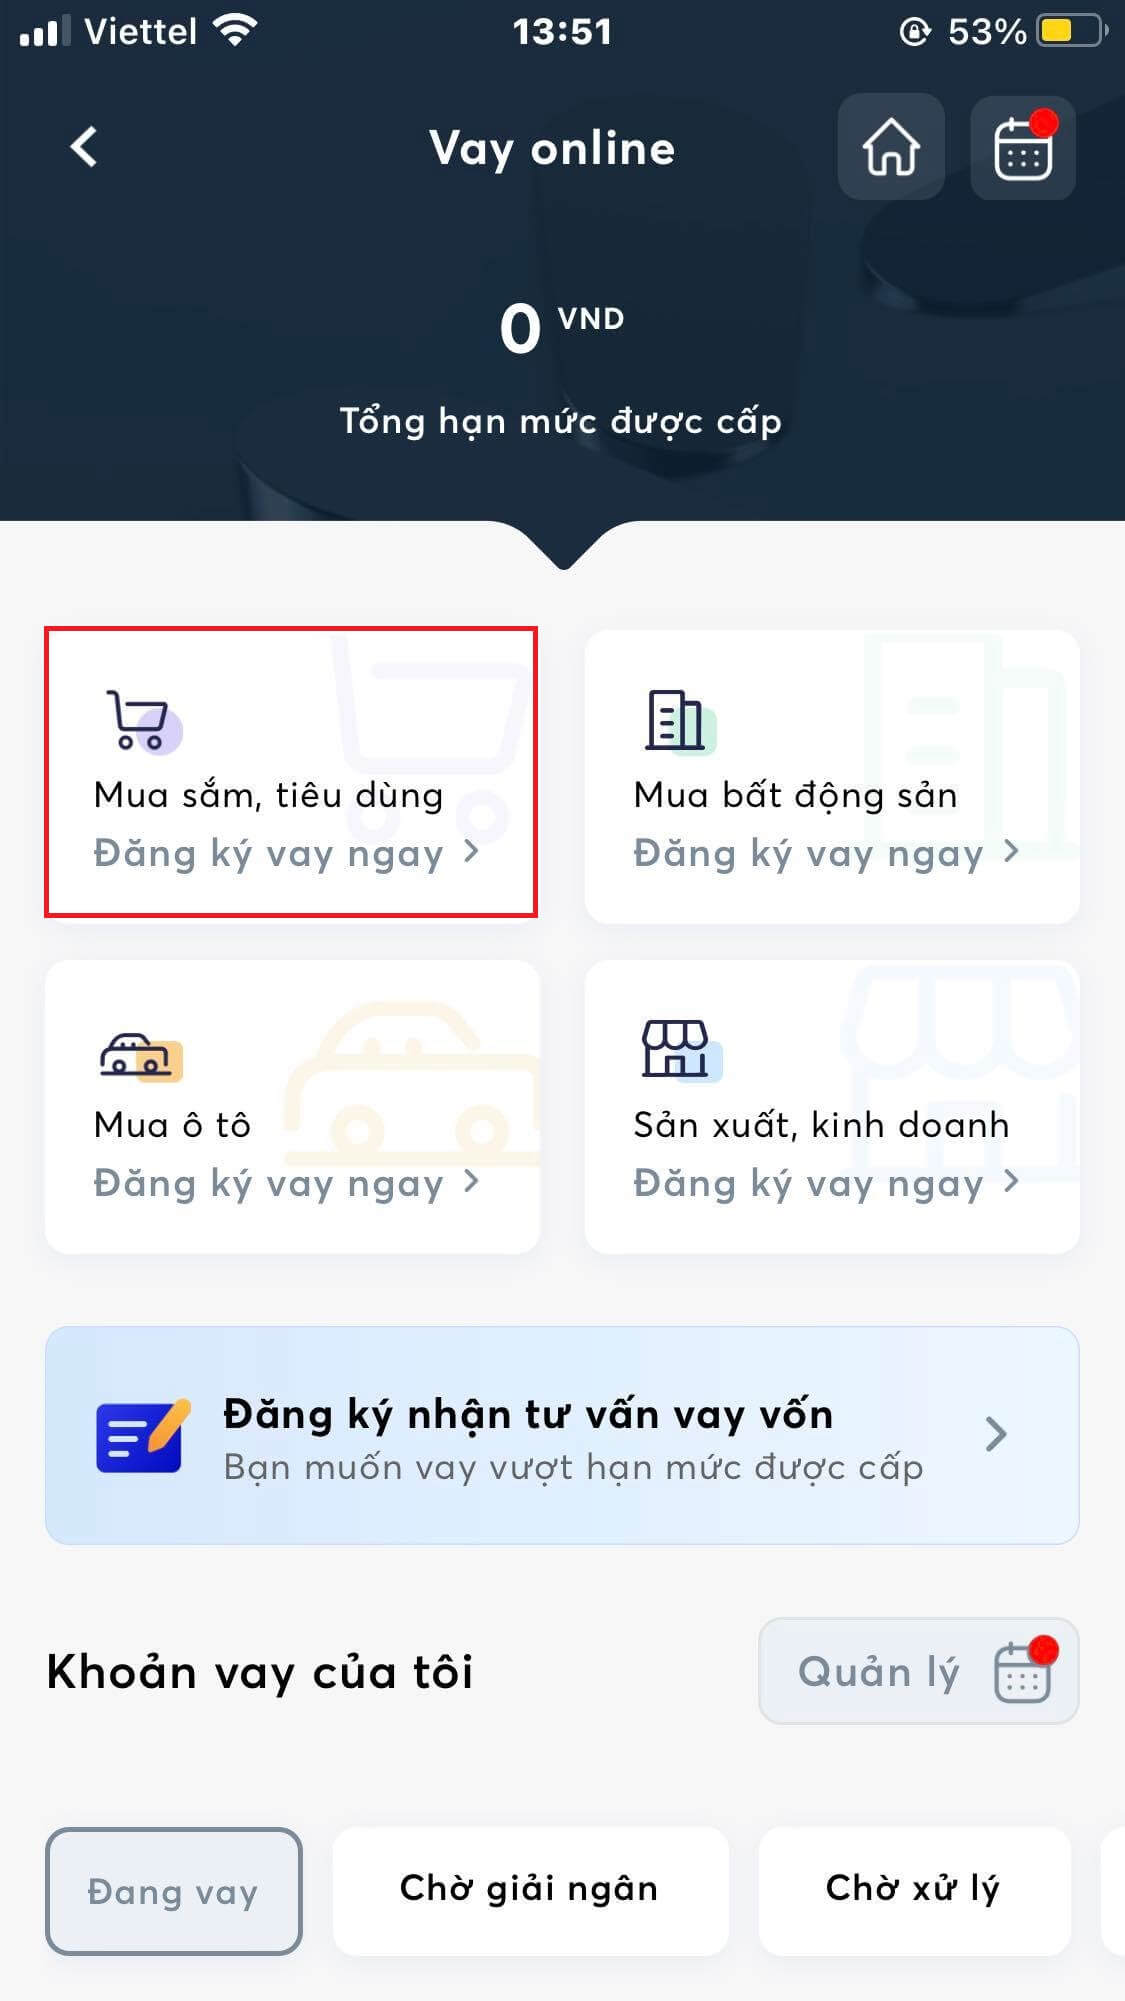 Viettel 13:51 53%
Vay online
0 VND
Tổng hạn mức được cấp
Mua sắm, tiêu dùng
Đăng ký vay ngay
Mua bất động sản
Đăng ký vay ngay
Mua ô tô
Đăng ký vay ngay
Sản xuất, kinh doanh
Đăng ký vay ngay
Đăng ký nhận tư vấn vay vốn
Bạn muốn vay vượt hạn mức được cấp
Khoản vay của tôi
Quản lý
Đang vay
Chờ giải ngân
Chờ xử lý